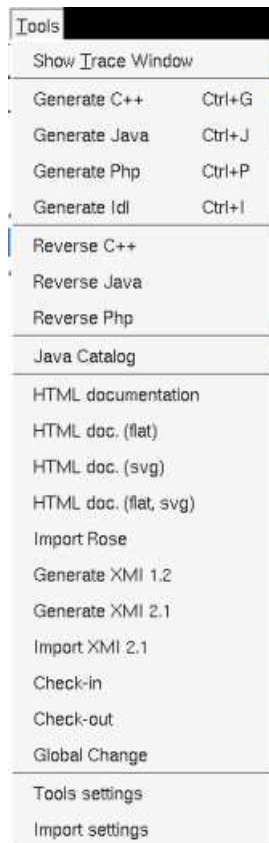 Tools
Show Trace Window
Generate C++ Ctrl+G
Generate Java Ctrl+J
Generate Php Ctrl+P
Generate Idl Ctrl+I
Reverse C++
Reverse Java
Reverse Php
Java Catalog
HTML documentation
HTML doc. (flat)
HTML doc. (svg)
HTML doc. (flat, svg)
Import Rose
Generate XMI 1.2
Generate XMI 2.1
Import XMI 2.1
Check-in
Check-out
Global Change
Tools settings
Import settings